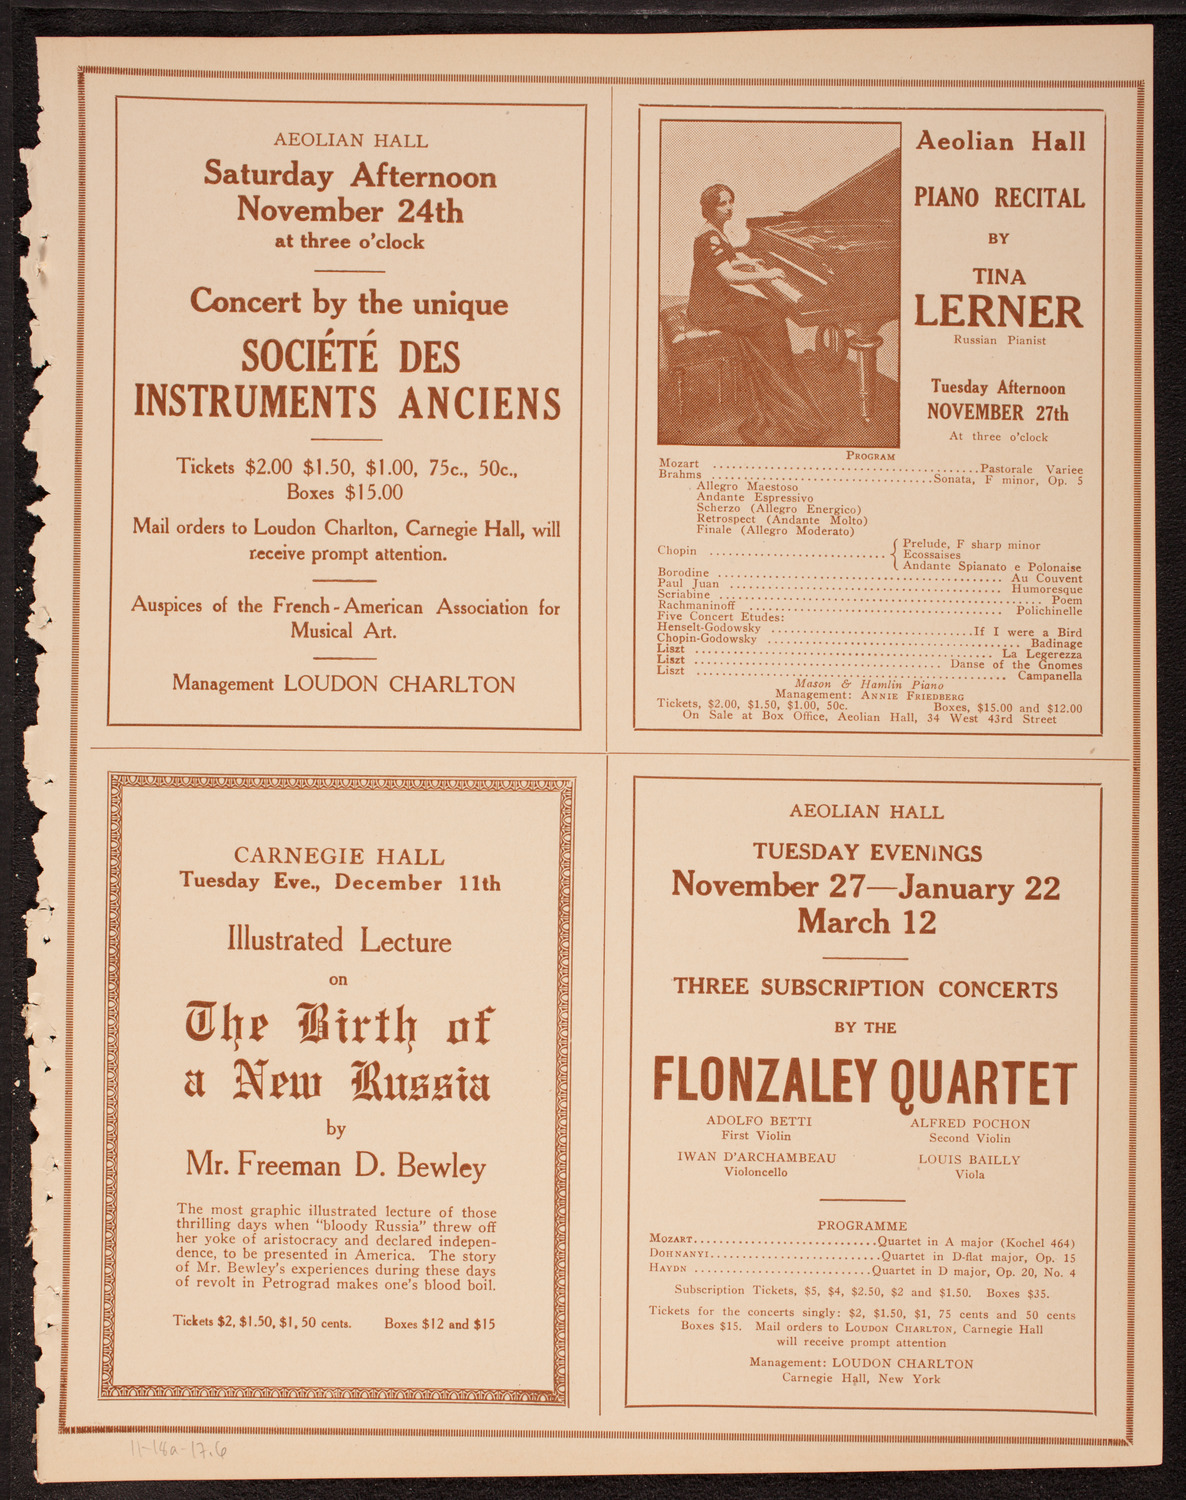 AEOLIAN HALL
Saturday Afternoon
November 24th
at three o'clock
Concert by the unique
SOCIÉTÉ DES
INSTRUMENTS ANCIENS
Tickets $2.00 $1.50, $1.00, 75c., 50c.,
Boxes $15.00
Mail orders to Loudon Charlton, Carnegie Hall, will
receive prompt attention.
Auspices of the French-American Association for
Musical Art.
Management LOUDON CHARLTON
Aeolian Hall
PIANO RECITAL
BY
TINA
LERNER
Russian Pianist
Tuesday Afternoon
NOVEMBER 27th
At three o'clock
PROGRAM
Mozart ........ Pastorale Variee
Brahms ........ Sonata, F minor, Op. 5
Allegro Maestoso
Andante Espressivo
Scherzo (Allegro Energico)
Retrospect (Andante Molto)
Finale (Allegro Moderato)
Chopin ........ { Prelude, F sharp minor
Ecossaises
Andante Spianato e Polonaise
Borodine ........ Au Couvent
Paul Juan ........ Humoresque
Scriabine ........ Poem
Rachmaninoff ........ Polichinelle
Five Concert Etudes:
Henselt-Godowsky ........ If I were a Bird
Chopin-Godowsky ........ Badinage
Liszt ........ La Legerezza
Liszt ........ Danse of the Gnomes
Liszt ........ Campanella
Mason & Hamlin Piano
Management: ANNIE FRIEDBERG
Tickets, $2.00, $1.50, $1.00, 50c. Boxes, $15.00 and $12.00
On Sale at Box Office, Aeolian Hall, 34 West 43rd Street
CARNEGIE HALL
Tuesday Eve., December 11th
Illustrated Lecture
on
The Birth of
a New Russia
by
Mr. Freeman D. Bewley
The most graphic illustrated lecture of those
thrilling days when "bloody Russia" threw off
her yoke of aristocracy and declared indepen-
dence, to be presented in America. The story
of Mr. Bewley's experiences during these days
of revolt in Petrograd makes one's blood boil.
Tickets $2, $1.50, $1, 50 cents. Boxes $12 and $15
AEOLIAN HALL
TUESDAY EVENINGS
November 27—January 22
March 12
THREE SUBSCRIPTION CONCERTS
BY THE
FLONZALEY QUARTET
ADOLFO BETTI ALFRED POCHON
First Violin Second Violin
IWAN D'ARCHAMBEAU LOUIS BAILLY
Violoncello Viola
PROGRAMME
MOZART........Quartet in A major (Kochel 464)
DOHNANYI........Quartet in D-flat major, Op. 15
HAYDN ........Quartet in D major, Op. 20, No. 4
Subscription Tickets, $5, $4, $2.50, $2 and $1.50. Boxes $35.
Tickets for the concerts singly: $2, $1.50, $1, 75 cents and 50 cents
Boxes $15. Mail orders to LOUDON CHARLTON, Carnegie Hall
will receive prompt attention
Management: LOUDON CHARLTON
Carnegie Hall, New York
11-18a-17.6